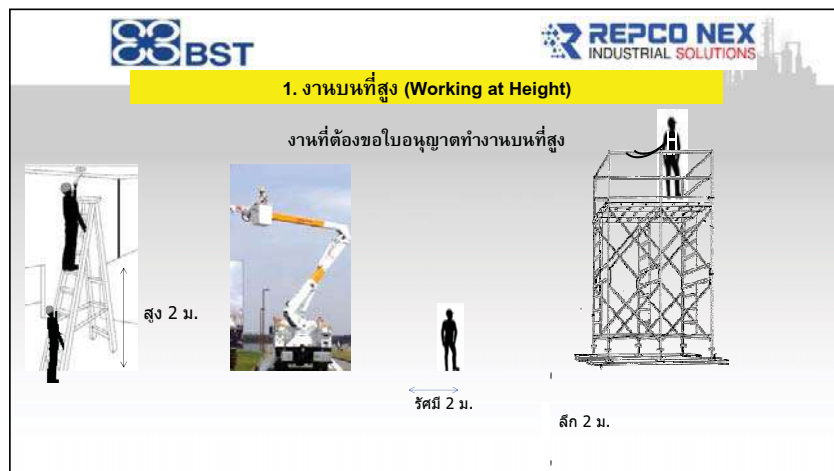 BST
REPCO NEX
INDUSTRIAL SOLUTIONS
1. งานบนที่สูง (Working at Height)
งานที่ต้องขอใบอนุญาตทำงานบนที่สูง
สูง 2 ม.
รัศมี 2 ม.
ลึก 2 ม.